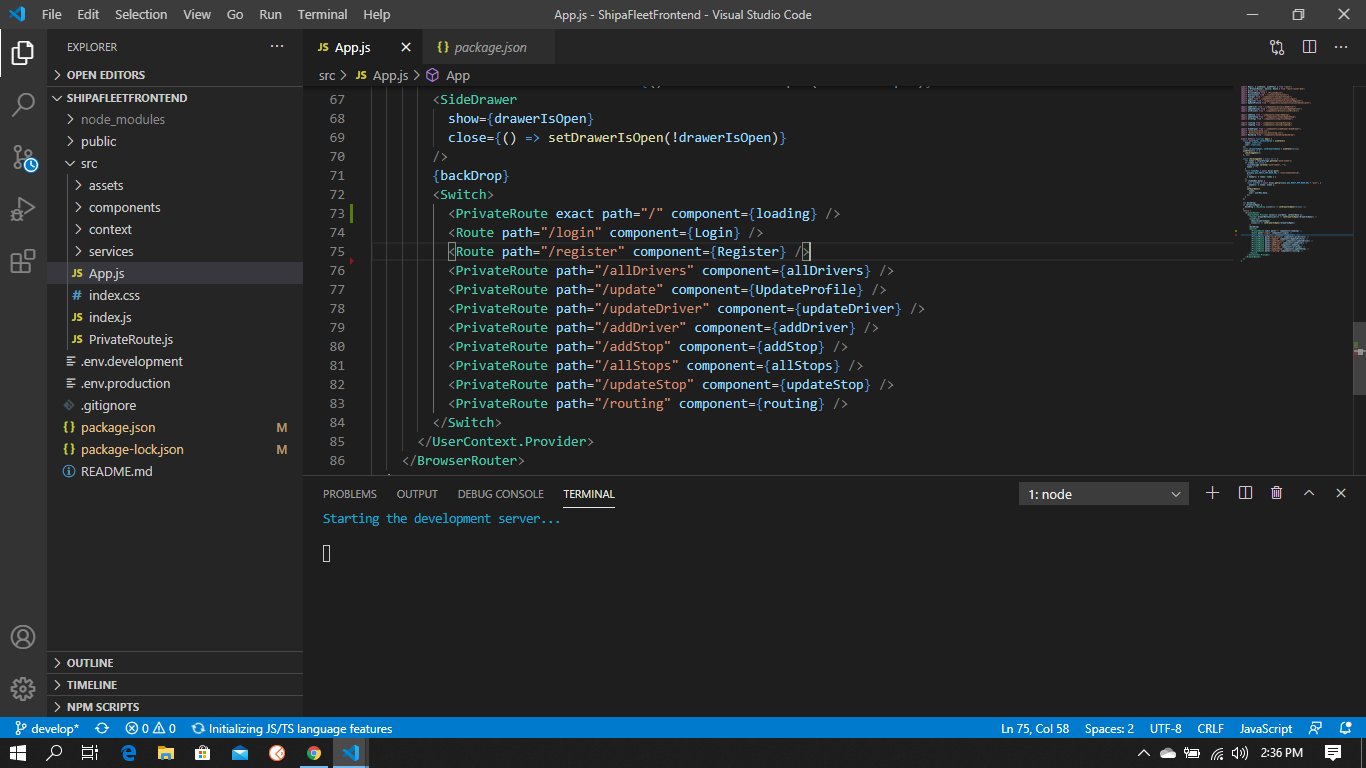 File Edit Selection View Go Run Terminal Help App.js - ShipaFleetFrontend - Visual Studio Code
EXPLORER
OPEN EDITORS
SHIPAFLEETFRONTEND
node_modules
public
src
assets
components
context
services
JS App.js
# index.css
JS index.js
JS PrivateRoute.js
.env.development
.env.production
.gitignore
{} package.json M
{} package-lock.json M
README.md
OUTLINE
TIMELINE
NPM SCRIPTS
JS App.js {} package.json
src > JS App.js > App
67 <SideDrawer
68 show={drawerIsOpen}
69 close={() => setDrawerIsOpen(!drawerIsOpen)}
70 />
71 {backDrop}
72 <Switch>
73 <PrivateRoute exact path="/" component={loading} />
74 <Route path="/login" component={Login} />
75 <Route path="/register" component={Register} />
76 <PrivateRoute path="/allDrivers" component={allDrivers} />
77 <PrivateRoute path="/update" component={UpdateProfile} />
78 <PrivateRoute path="/updateDriver" component={updateDriver} />
79 <PrivateRoute path="/addDriver" component={addDriver} />
80 <PrivateRoute path="/addStop" component={addStop} />
81 <PrivateRoute path="/allStops" component={allStops} />
82 <PrivateRoute path="/updateStop" component={updateStop} />
83 <PrivateRoute path="/routing" component={routing} />
84 </Switch>
85 </UserContext.Provider>
86 </BrowserRouter>
PROBLEMS OUTPUT DEBUG CONSOLE TERMINAL 1: node
Starting the development server...
develop* 0 0 Initializing JS/TS language features Ln 75, Col 58 Spaces: 2 UTF-8 CRLF JavaScript
2:36 PM